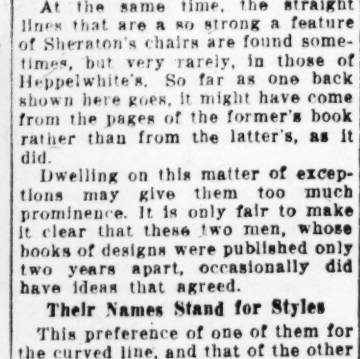 At the same time, the straight
lines that are a so strong a feature
of Sheraton's chairs are found some-
times, but very rarely, in those of
Heppelwhite's. So far as one back
shown here goes, it might have come
from the pages of the former's book
rather than from the latter's, as it
did.
Dwelling on this matter of excep-
tions may give them too much
prominence. It is only fair to make
it clear that these two men, whose
books of designs were published only
two years apart, occasionally did
have ideas that agreed.
Their Names Stand for Styles
This preference of one of them for
the curved line, and that of the other